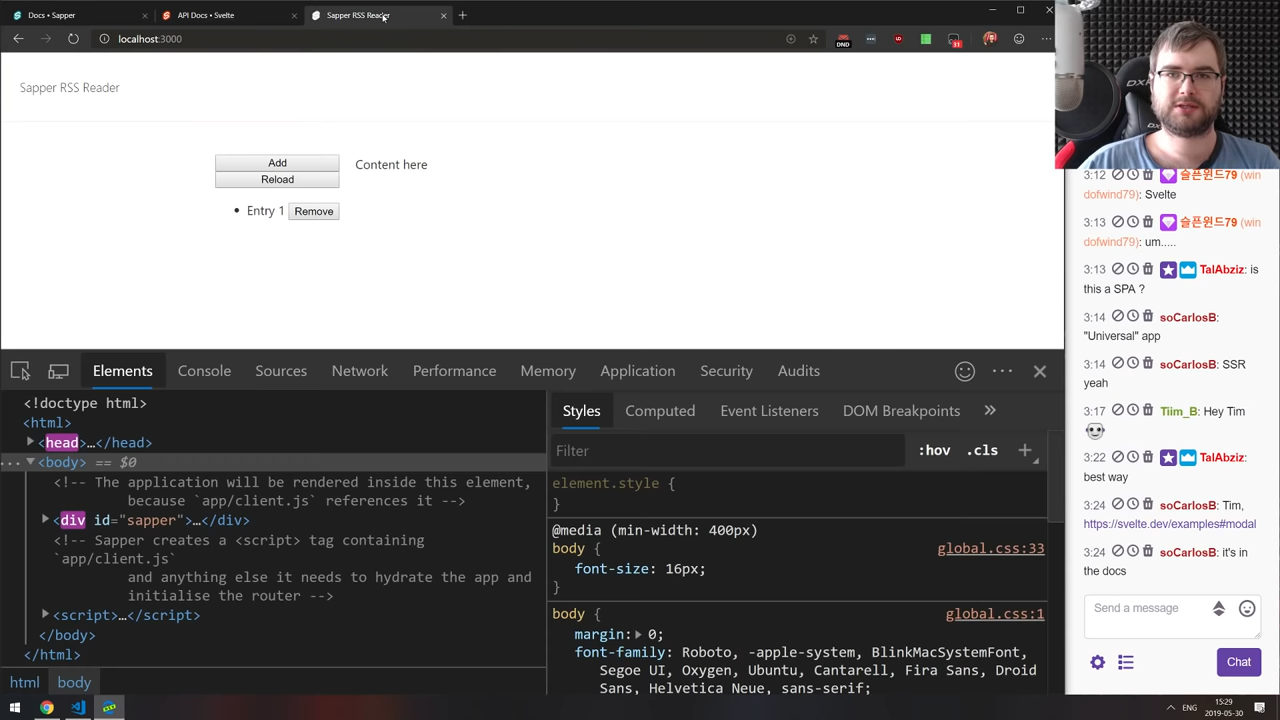 Docs • Sapper
API Docs • Svelte
Sapper RSS Reader
localhost:3000
DND
31
Sapper RSS Reader
Add
Reload
Content here
• Entry 1 Remove
Elements Console Sources Network Performance Memory Application Security Audits
<!doctype html>
<html>
<head>…</head>
… <body> == $0
<!-- The application will be rendered inside this element,
because `app/client.js` references it -->
<div id="sapper">…</div>
<!-- Sapper creates a <script> tag containing
`app/client.js`
and anything else it needs to hydrate the app and
initialise the router -->
<script>…</script>
</body>
</html>
html body
Styles Computed Event Listeners DOM Breakpoints »
Filter :hov .cls +
element.style {
}
@media (min-width: 400px)
body { global.css:33
font-size: 16px;
}
body { global.css:1
margin: 0;
font-family: Roboto, -apple-system, BlinkMacSystemFont,
Segoe UI, Oxygen, Ubuntu, Cantarell, Fira Sans, Droid
Sans, Helvetica Neue, sans-serif;
DXR
3:12 슬픈윈드79 (win
dofwind79): Svelte
3:13 슬픈윈드79 (win
dofwind79): um.....
3:13 TalAbziz: is
this a SPA ?
3:14 soCarlosB:
"Universal" app
3:14 soCarlosB: SSR
yeah
3:17 Tiim_B: Hey Tim
3:22 TalAbziz:
best way
3:24 soCarlosB: Tim,
https://svelte.dev/examples#modal
3:24 soCarlosB: it's in
the docs
Send a message
Chat
ENG
15:29
2019-05-30